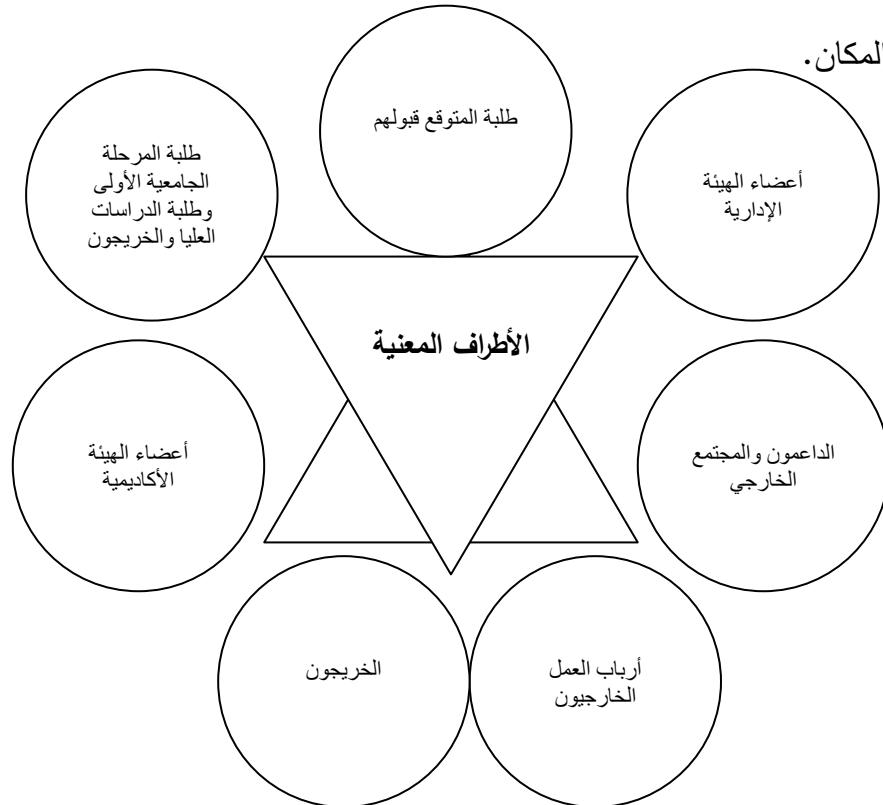 المكان.
طلبة المتوقع قبولهم
أعضاء الهيئة
الإدارية
طلبة المرحلة
الجامعية الأولى
وطلبة الدراسات
العليا والخريجون
الأطراف المعنية
الداعمون والمجتمع
الخارجي
أعضاء الهيئة
الأكاديمية
أرباب العمل
الخارجيون
الخريجون